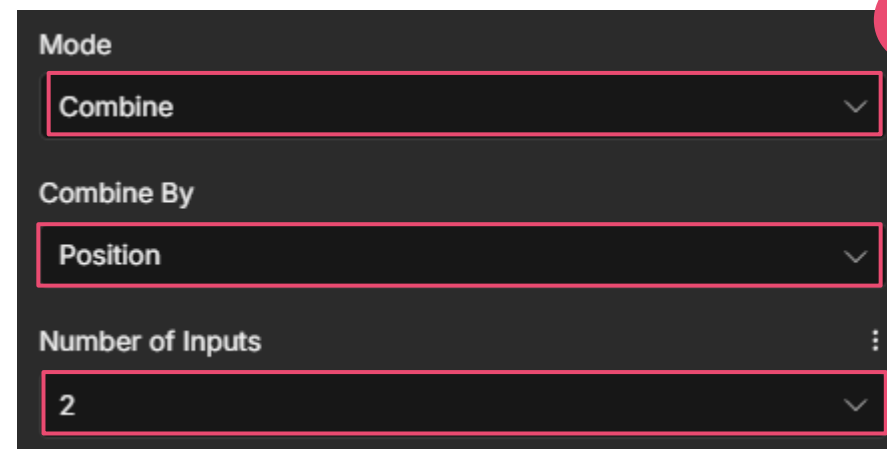 Mode
Combine
Combine By
Position
Number of Inputs
2